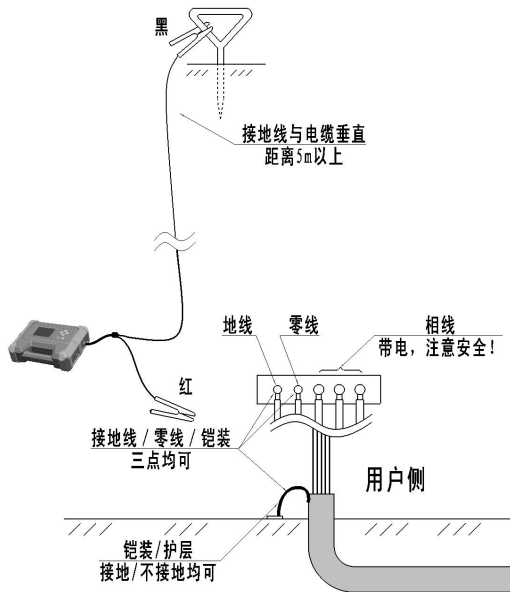 黑
接地线与电缆垂直
距离5m以上
地线
零线
相线
带电，注意安全！
红
接地线/零线/铠装
三点均可
用户侧
铠装/护层
接地/不接地均可